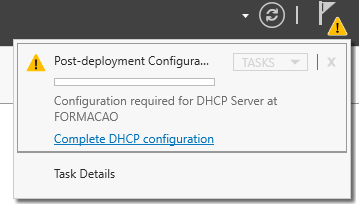 Post-deployment Configura...
TASKS
X
Configuration required for DHCP Server at
FORMACAO
Complete DHCP configuration
Task Details